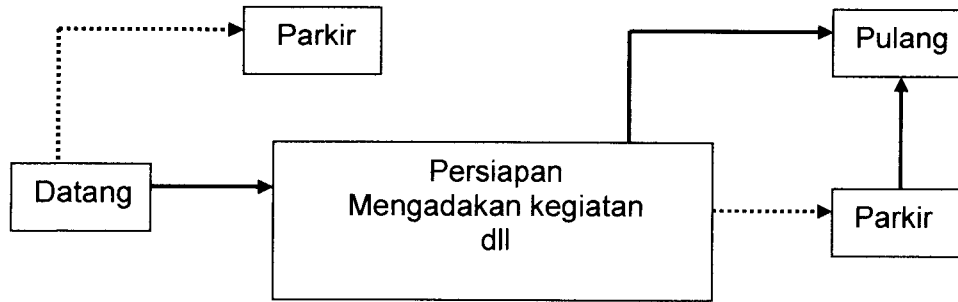 Parkir
Pulang
Datang
Persiapan
Mengadakan kegiatan
dll
Parkir